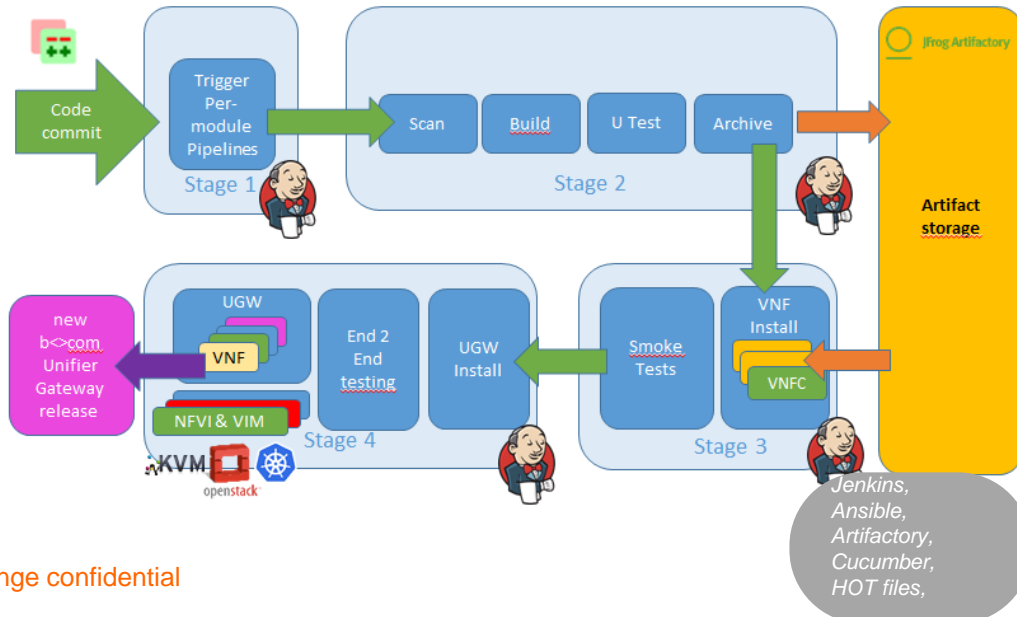 JFrog Artifactory
Code
commit
Trigger
Per-
module
Pipelines
Stage 1
Scan
Build
U Test
Archive
Stage 2
Artifact
storage
new
b<>com
Unifier
Gateway
release
UGW
VNF
NFVI & VIM
End 2
End
testing
UGW
Install
Stage 4
KVM
openstack
Smoke
Tests
VNF
Install
VNFC
Stage 3
Jenkins,
Ansible,
Artifactory,
Cucumber,
HOT files,
nge confidential